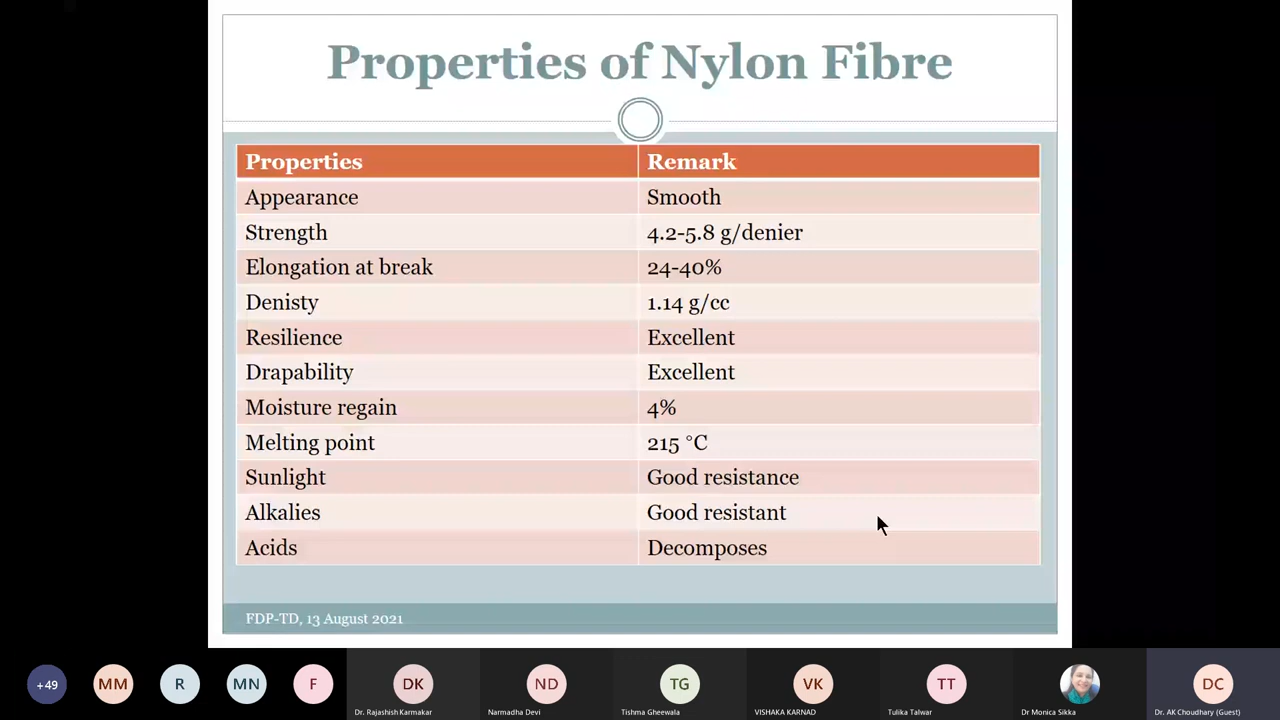 Properties of Nylon Fibre
Properties Remark
Appearance Smooth
Strength 4.2-5.8 g/denier
Elongation at break 24-40%
Denisty 1.14 g/cc
Resilience Excellent
Drapability Excellent
Moisture regain 4%
Melting point 215 °C
Sunlight Good resistance
Alkalies Good resistant
Acids Decomposes
FDP-TD, 13 August 2021
+49 MM R MN F DK ND TG VK TT DC
Dr. Rajashish Karmakar Narmadha Devi Tishma Gheewala VISHAKA KARNAD Tulika Talwar Dr Monica Sikka Dr. AK Choudhary (Guest)